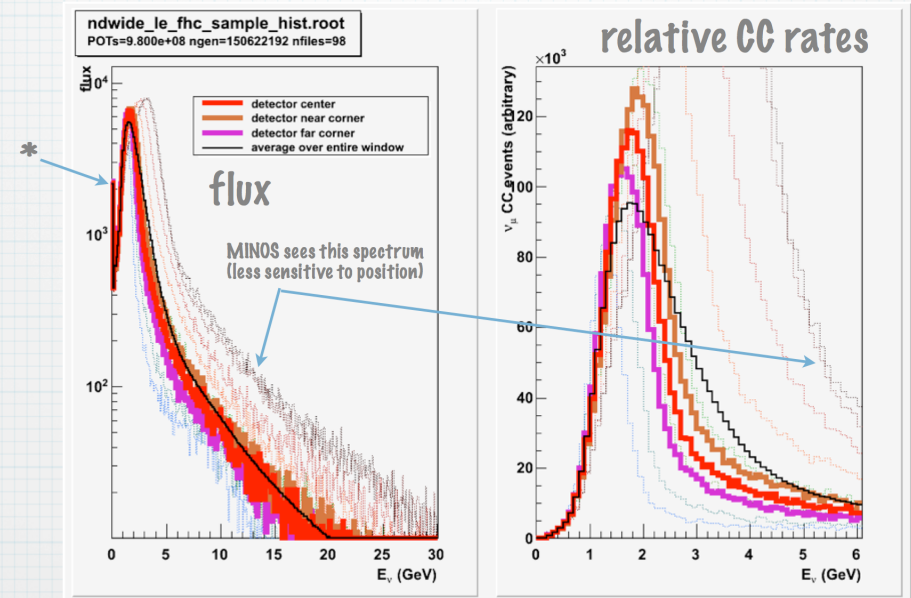 ndwide_le_fhc_sample_hist.root
POTs=9.800e+08 ngen=150622192 nfiles=98
relative CC rates
flux
10⁴
10³
10²
detector center
detector near corner
detector far corner
average over entire window
*
flux
MINOS sees this spectrum
(less sensitive to position)
0 5 10 15 20 25 30
Eν (GeV)
×10³
νμ CC events (arbitrary)
120
100
80
60
40
20
0
0 1 2 3 4 5 6
Eν (GeV)